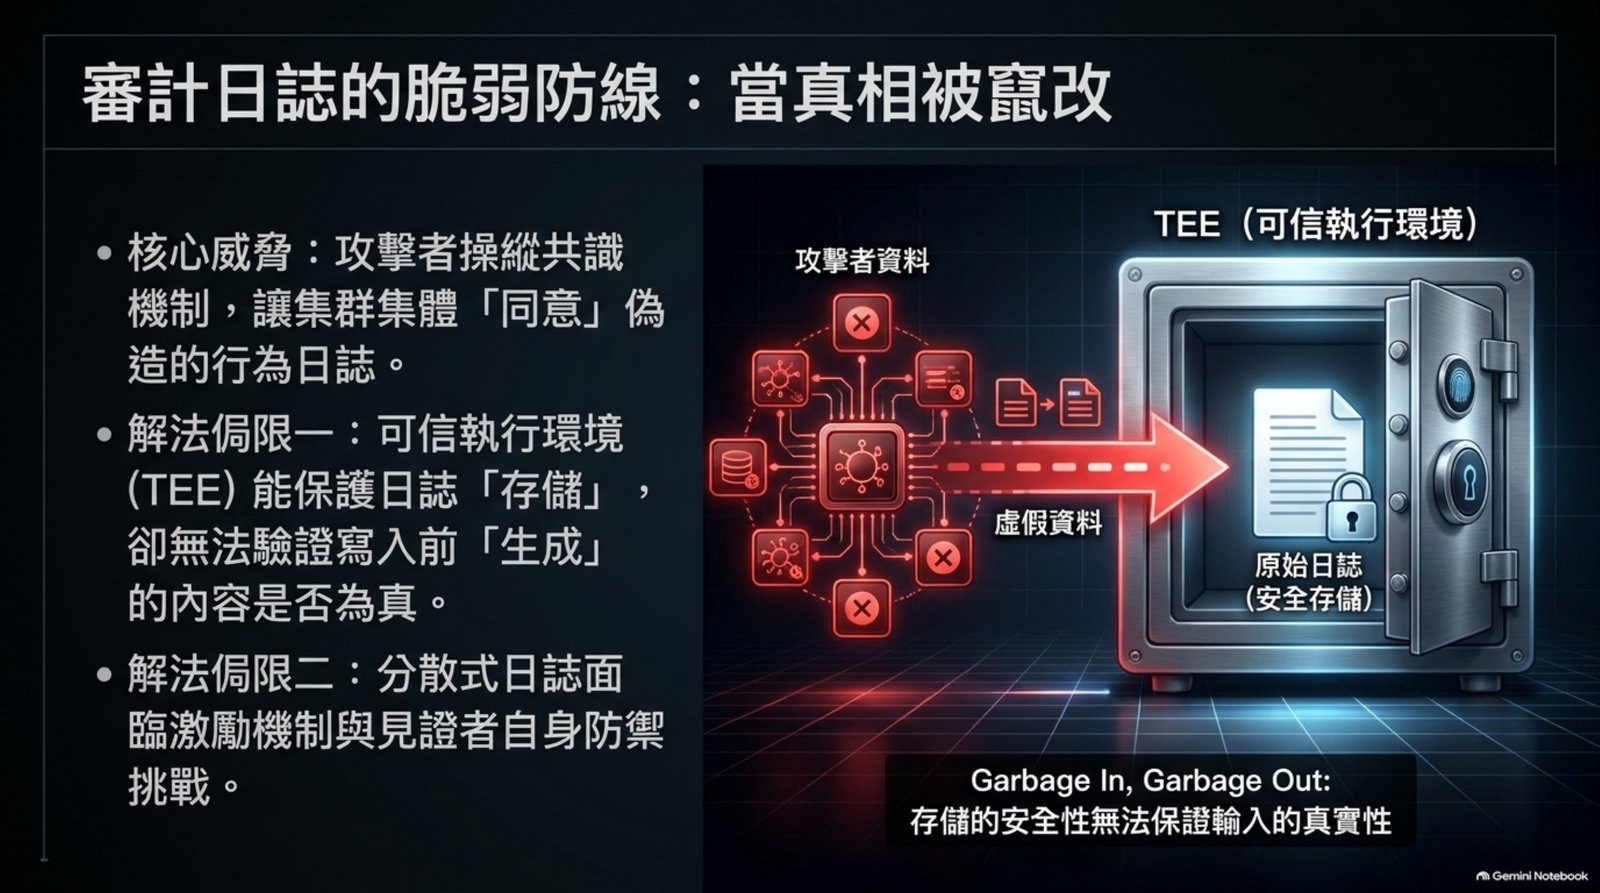 審計日誌的脆弱防線：當真相被竄改
• 核心威脅：攻擊者操縱共識
機制，讓集群集體「同意」偽
造的行為日誌。
• 解法侷限一：可信執行環境
(TEE) 能保護日誌「存儲」，
卻無法驗證寫入前「生成」
的內容是否為真。
• 解法侷限二：分散式日誌面
臨激勵機制與見證者自身防禦
挑戰。
攻擊者資料
虛假資料
TEE（可信執行環境）
原始日誌
(安全存儲)
Garbage In, Garbage Out:
存儲的安全性無法保證輸入的真實性
Gemini Notebook